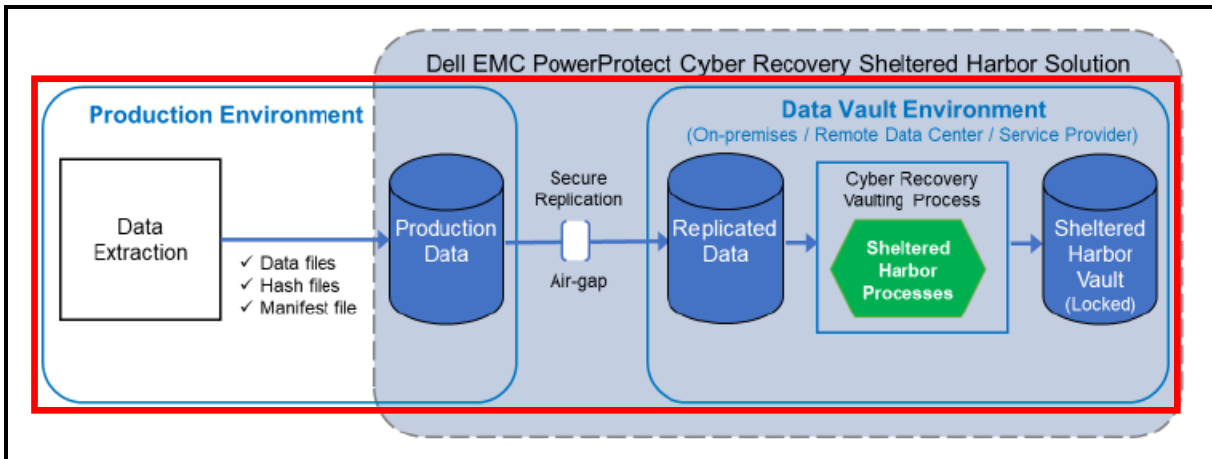 Dell EMC PowerProtect Cyber Recovery Sheltered Harbor Solution
Production Environment
Data
Extraction
✓ Data files
✓ Hash files
✓ Manifest file
Production
Data
Secure
Replication
Air-gap
Data Vault Environment
(On-premises / Remote Data Center / Service Provider)
Replicated
Data
Cyber Recovery
Vaulting Process
Sheltered
Harbor
Processes
Sheltered
Harbor
Vault
(Locked)